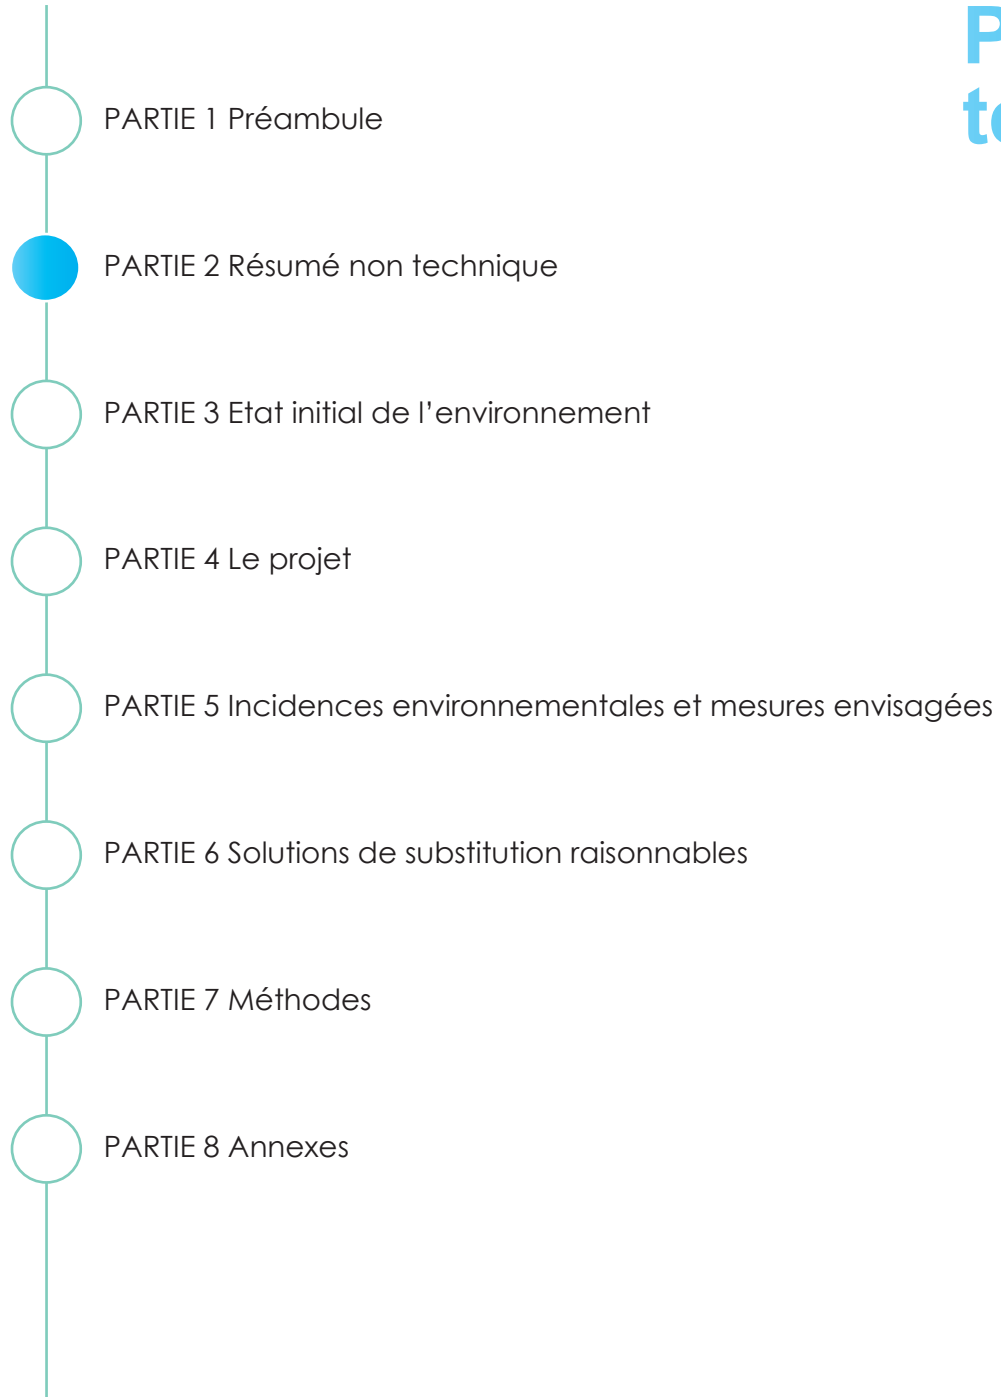 PARTIE 1 Préambule
PARTIE 2 Résumé non technique
PARTIE 3 Etat initial de l’environnement
PARTIE 4 Le projet
PARTIE 5 Incidences environnementales et mesures envisagées
PARTIE 6 Solutions de substitution raisonnables
PARTIE 7 Méthodes
PARTIE 8 Annexes